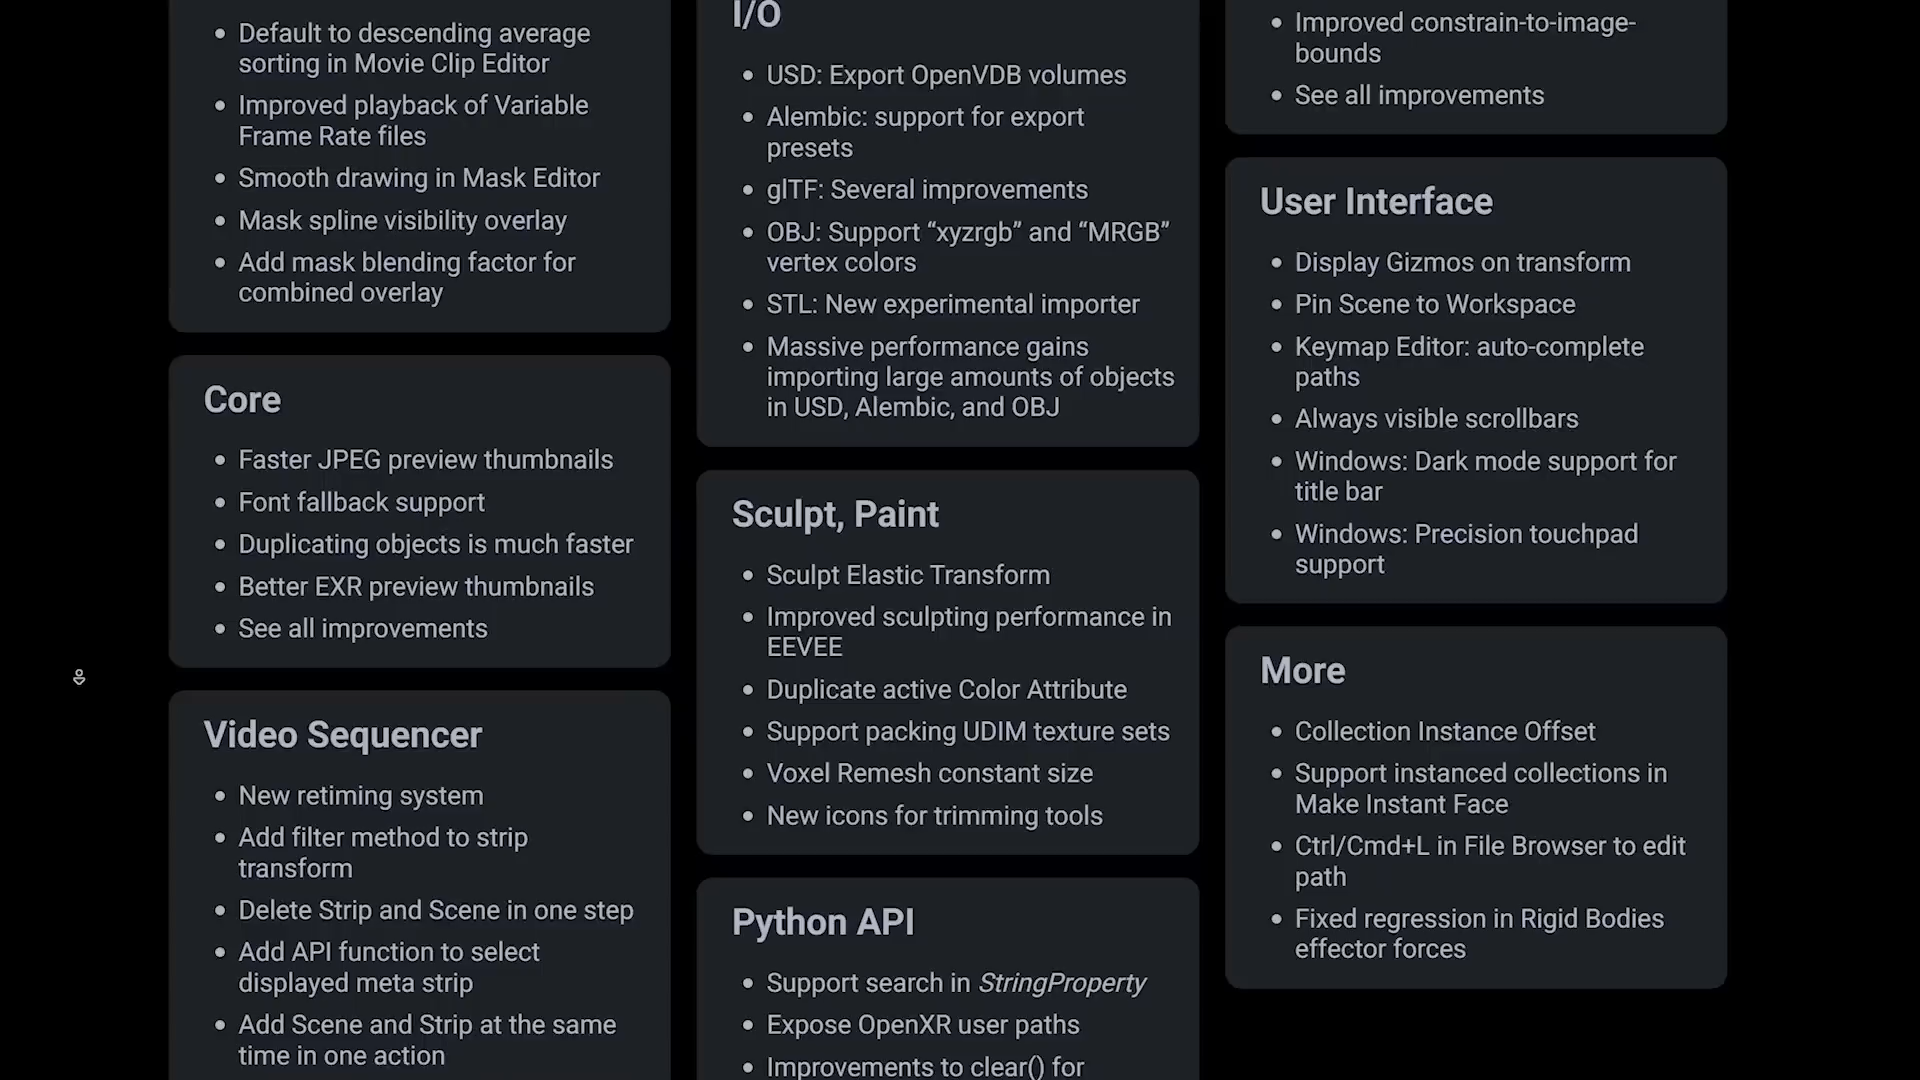 Default to descending average
sorting in Movie Clip Editor
Improved playback of Variable
Frame Rate files
Smooth drawing in Mask Editor
Mask spline visibility overlay
Add mask blending factor for
combined overlay
Core
Faster JPEG preview thumbnails
Font fallback support
Duplicating objects is much faster
Better EXR preview thumbnails
See all improvements
Video Sequencer
New retiming system
Add filter method to strip
transform
Delete Strip and Scene in one step
Add API function to select
displayed meta strip
Add Scene and Strip at the same
time in one action
I/O
USD: Export OpenVDB volumes
Alembic: support for export
presets
glTF: Several improvements
OBJ: Support “xyzrgb” and “MRGB”
vertex colors
STL: New experimental importer
Massive performance gains
importing large amounts of objects
in USD, Alembic, and OBJ
Sculpt, Paint
Sculpt Elastic Transform
Improved sculpting performance in
EEVEE
Duplicate active Color Attribute
Support packing UDIM texture sets
Voxel Remesh constant size
New icons for trimming tools
Python API
Support search in StringProperty
Expose OpenXR user paths
Improvements to clear() for
Improved constrain-to-image-
bounds
See all improvements
User Interface
Display Gizmos on transform
Pin Scene to Workspace
Keymap Editor: auto-complete
paths
Always visible scrollbars
Windows: Dark mode support for
title bar
Windows: Precision touchpad
support
More
Collection Instance Offset
Support instanced collections in
Make Instant Face
Ctrl/Cmd+L in File Browser to edit
path
Fixed regression in Rigid Bodies
effector forces